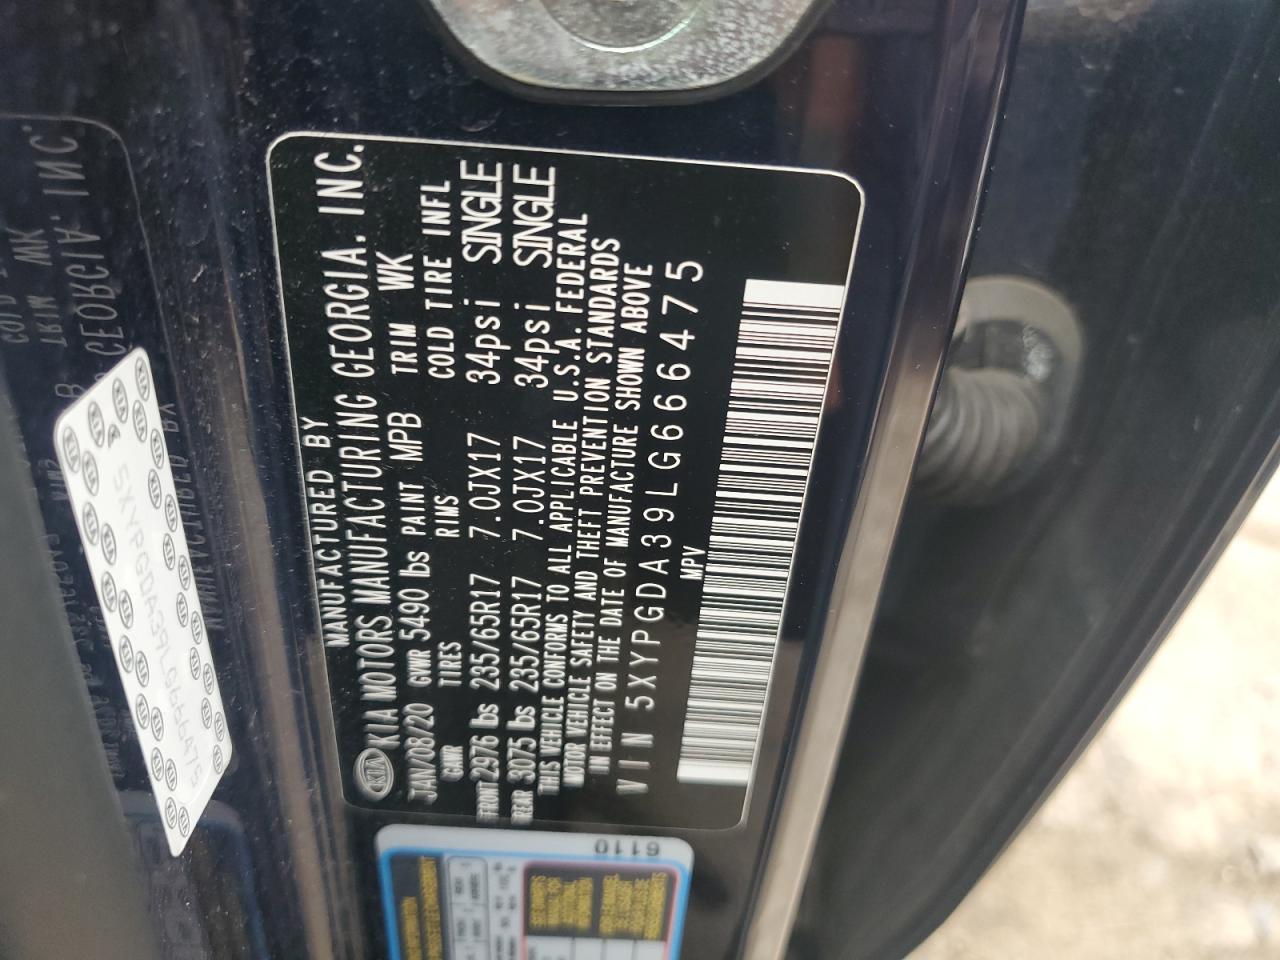 MANUFACTURED BY
KIA KIA MOTORS MANUFACTURING GEORGIA. INC.
JAN/08/20 GVWR 5490 lbs PAINT MPB TRIM WK
GAWR TIRES RIMS COLD TIRE INFL
FRONT 2976 lbs 235/65R17 7.0JX17 34psi SINGLE
REAR 3075 lbs 235/65R17 7.0JX17 34psi SINGLE
THIS VEHICLE CONFORMS TO ALL APPLICABLE U.S.A. FEDERAL
MOTOR VEHICLE SAFETY AND THEFT PREVENTION STANDARDS
IN EFFECT ON THE DATE OF MANUFACTURE SHOWN ABOVE
VIN 5XYPGDA39LG666475
MPV
5XYPGDA39LG666475
6110